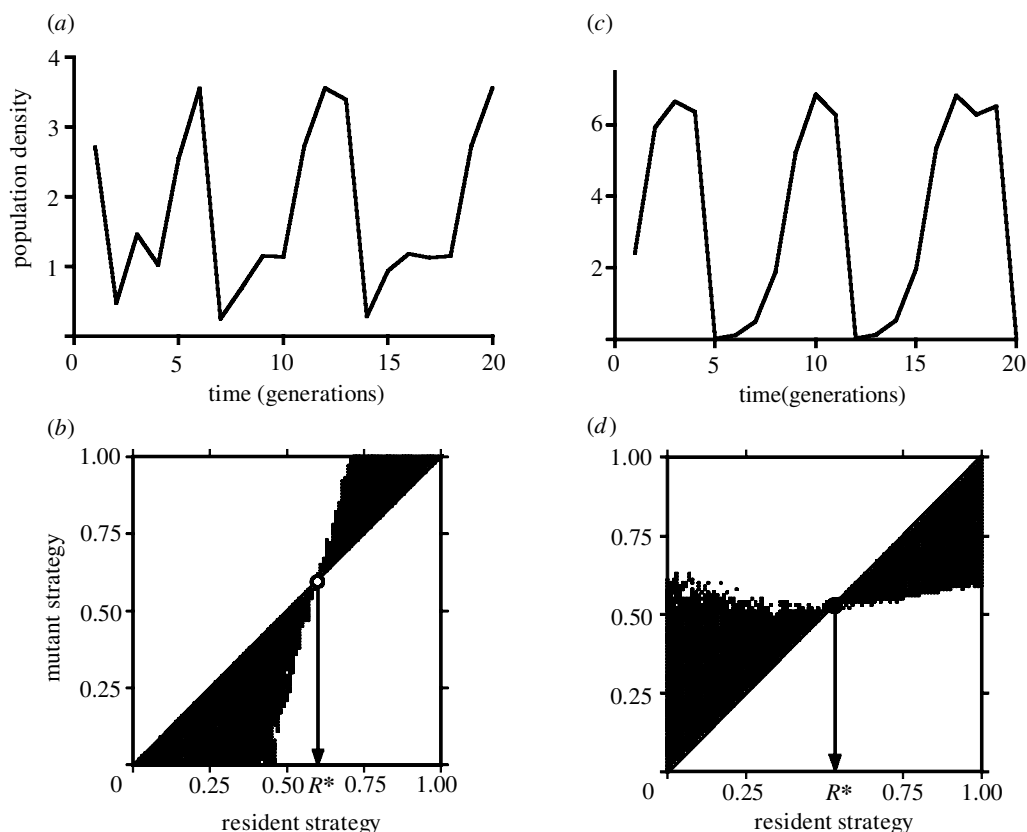 (a)
population density
4
3
2
1
0 5 10 15 20
time (generations)
(c)
6
4
2
0 5 10 15 20
time(generations)
(b)
mutant strategy
1.00
0.75
0.50
0.25
0 0.25 0.50 R* 0.75 1.00
resident strategy
(d)
1.00
0.75
0.50
0.25
0 0.25 R* 0.75 1.00
resident strategy